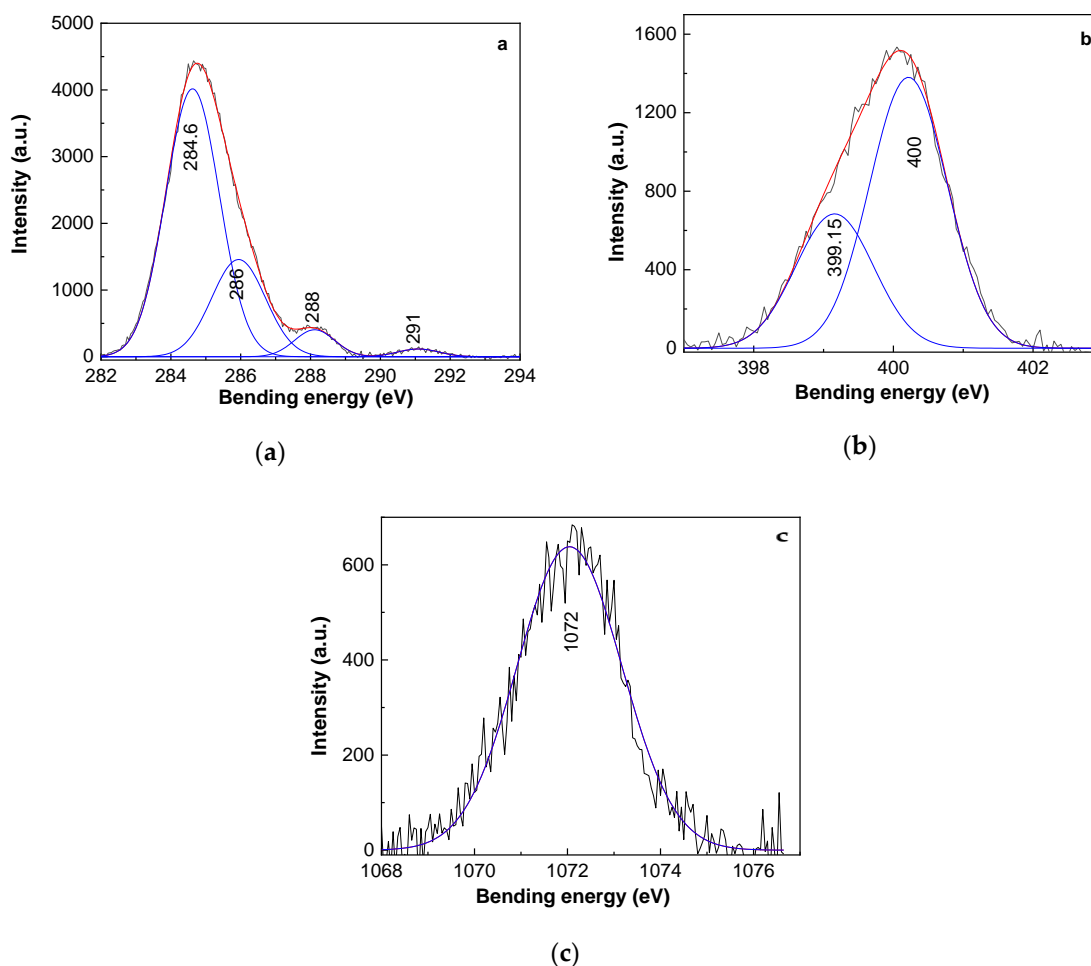 a
5000
4000
3000
2000
1000
0
Intensity (a.u.)
284.6
286
288
291
282 284 286 288 290 292 294
Bending energy (eV)
(a)
b
1600
1200
800
400
0
Intensity (a.u.)
399.15
400
398 400 402
Bending energy (eV)
(b)
c
600
400
200
0
Intensity (a.u.)
1072
1068 1070 1072 1074 1076
Bending energy (eV)
(c)